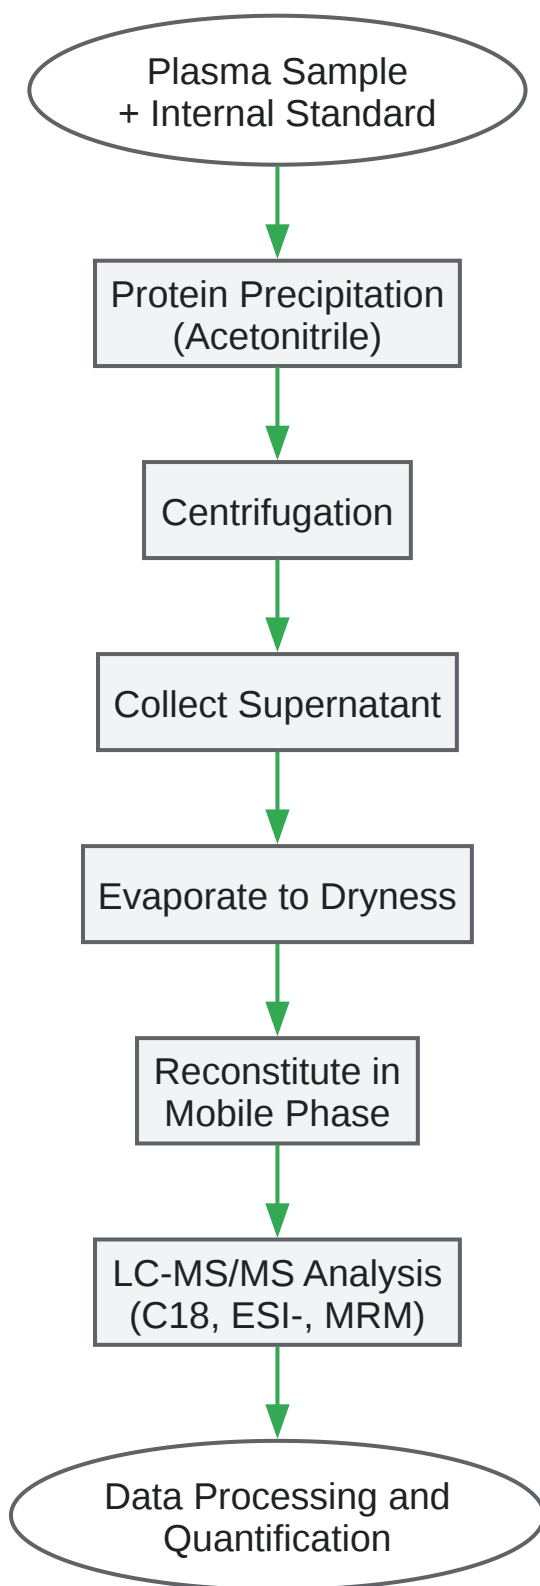 Plasma Sample
+ Internal Standard
Protein Precipitation
(Acetonitrile)
Centrifugation
Collect Supernatant
Evaporate to Dryness
Reconstitute in
Mobile Phase
LC-MS/MS Analysis
(C18, ESI-, MRM)
Data Processing and
Quantification